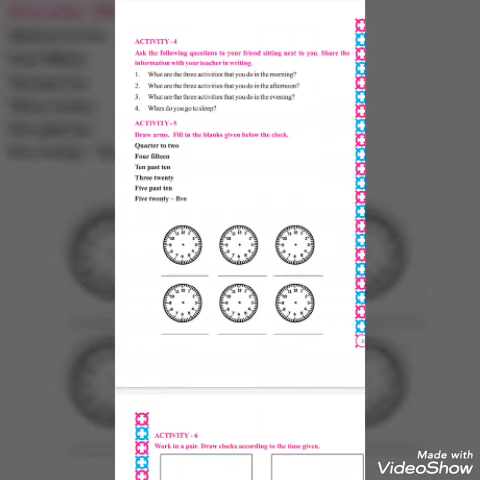 ACTIVITY - 4
Ask the following questions to your friend sitting next to you. Share the
information with your teacher in writing.
1. What are the three activities that you do in the morning?
2. What are the three activities that you do in the afternoon?
3. What are the three activities that you do in the evening?
4. When do you go to sleep?
ACTIVITY - 5
Draw arms. Fill in the blanks given below the clock.
Quarter to two
Four fifteen
Ten past ten
Three twenty
Five past ten
Five twenty – five
ACTIVITY - 6
Work in a pair. Draw clocks according to the time given.
Made with
VideoShow